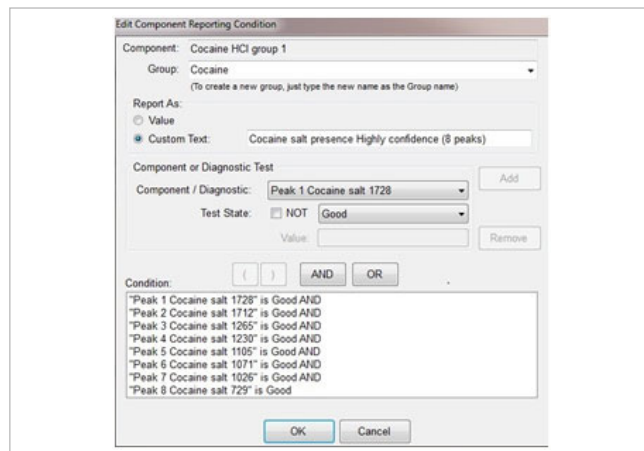 Edit Component Reporting Condition
Component: Cocaine HCl group 1
Group: Cocaine
(To create a new group, just type the new name as the Group name)
Report As:
Value
Custom Text: Cocaine salt presence Highly confidence (8 peaks)
Component or Diagnostic Test
Component / Diagnostic: Peak 1 Cocaine salt 1728 Add
Test State: NOT Good
Value: Remove
( ) AND OR
Condition:
"Peak 1 Cocaine salt 1728" is Good AND
"Peak 2 Cocaine salt 1712" is Good AND
"Peak 3 Cocaine salt 1265" is Good AND
"Peak 4 Cocaine salt 1230" is Good AND
"Peak 5 Cocaine salt 1105" is Good AND
"Peak 6 Cocaine salt 1071" is Good AND
"Peak 7 Cocaine salt 1026" is Good AND
"Peak 8 Cocaine salt 729" is Good
OK Cancel